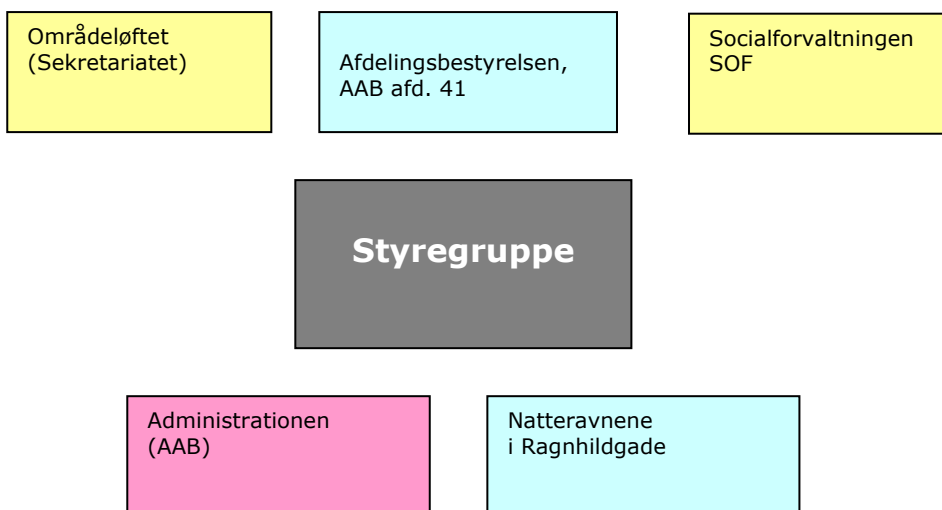 Områdeløftet
(Sekretariatet)
Afdelingsbestyrelsen,
AAB afd. 41
Socialforvaltningen
SOF
Styregruppe
Administrationen
(AAB)
Natteravnene
i Ragnhildgade